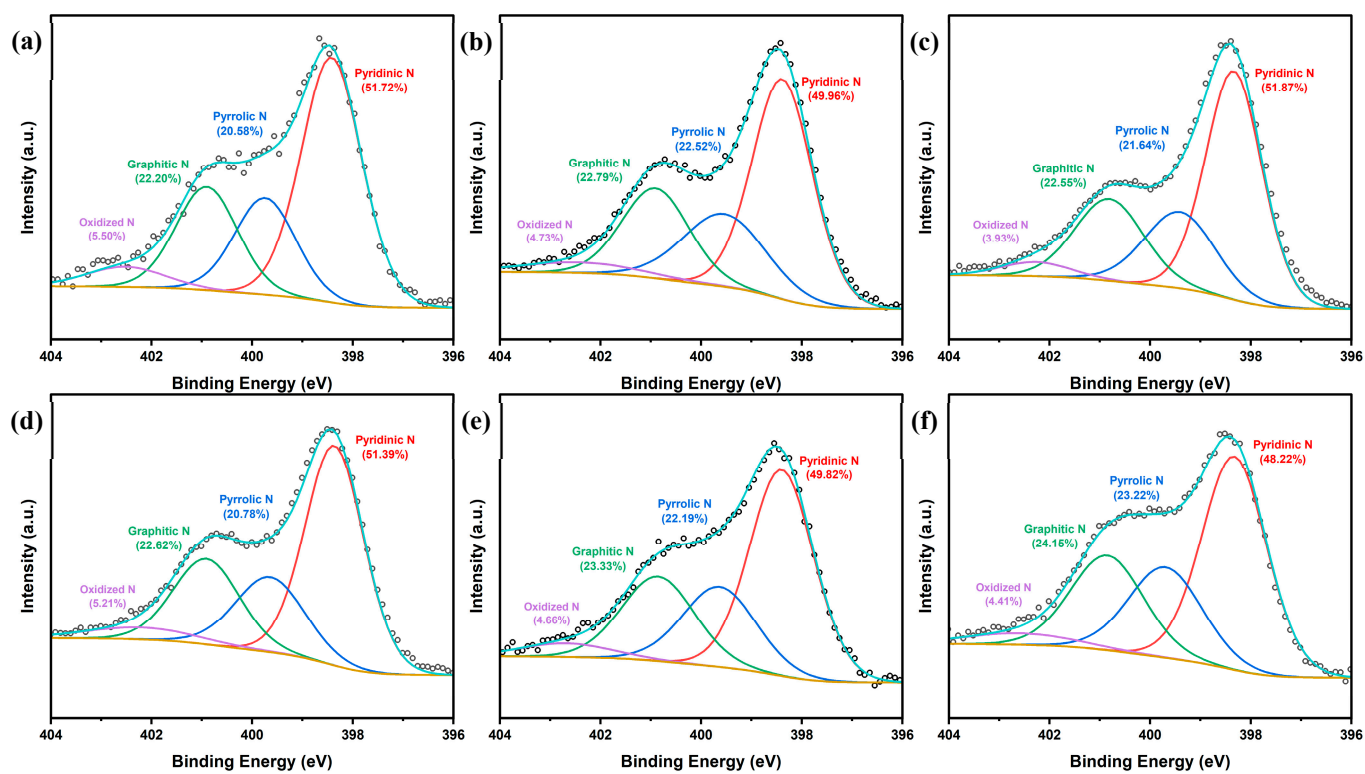 (a)
Pyridinic N
(51.72%)
Pyrrolic N
(20.58%)
Graphitic N
(22.20%)
Oxidized N
(5.50%)
Intensity (a.u.)
404 402 400 398 396
Binding Energy (eV)
(b)
Pyridinic N
(49.96%)
Pyrrolic N
(22.52%)
Graphitic N
(22.79%)
Oxidized N
(4.73%)
Intensity (a.u.)
404 402 400 398 396
Binding Energy (eV)
(c)
Pyridinic N
(51.87%)
Pyrrolic N
(21.64%)
Graphitic N
(22.55%)
Oxidized N
(3.93%)
Intensity (a.u.)
404 402 400 398 396
Binding Energy (eV)
(d)
Pyridinic N
(51.39%)
Pyrrolic N
(20.78%)
Graphitic N
(22.62%)
Oxidized N
(5.21%)
Intensity (a.u.)
404 402 400 398 396
Binding Energy (eV)
(e)
Pyridinic N
(49.82%)
Pyrrolic N
(22.19%)
Graphitic N
(23.33%)
Oxidized N
(4.66%)
Intensity (a.u.)
404 402 400 398 396
Binding Energy (eV)
(f)
Pyridinic N
(48.22%)
Pyrrolic N
(23.22%)
Graphitic N
(24.15%)
Oxidized N
(4.41%)
Intensity (a.u.)
404 402 400 398 396
Binding Energy (eV)